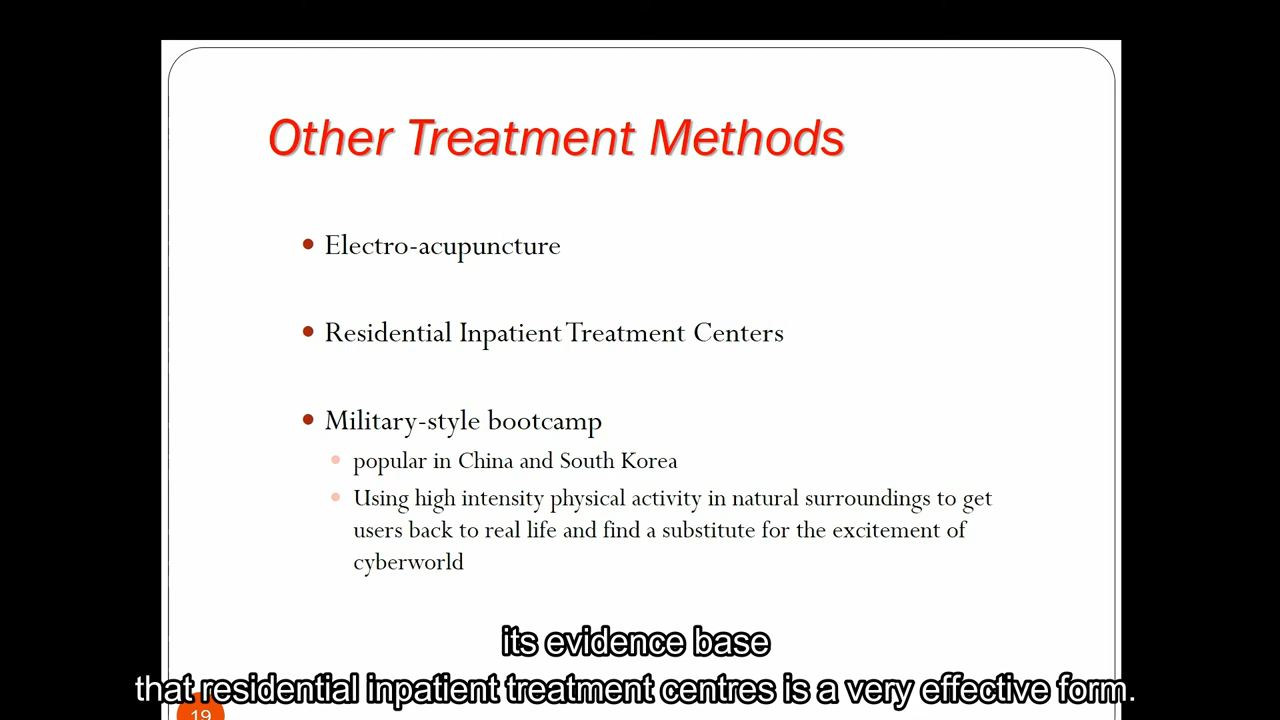 Other Treatment Methods
• Electro-acupuncture
• Residential Inpatient Treatment Centers
• Military-style bootcamp
• popular in China and South Korea
• Using high intensity physical activity in natural surroundings to get
users back to real life and find a substitute for the excitement of
cyberworld
its evidence base
that residential inpatient treatment centres is a very effective form.
19